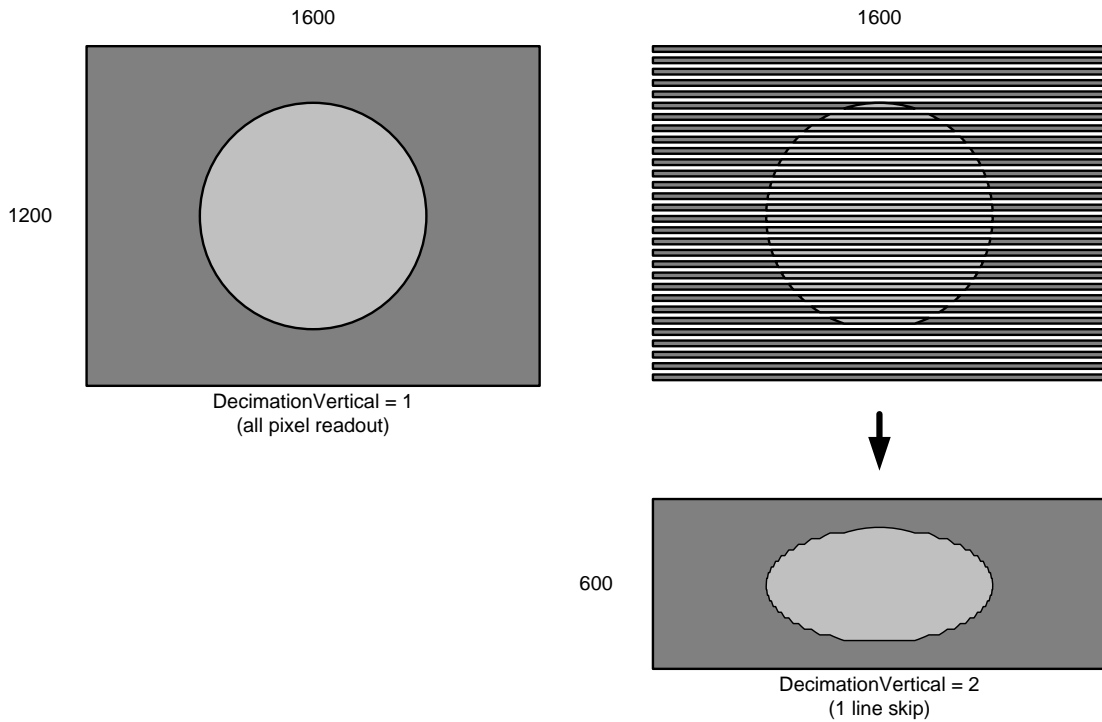 1600
1600
1200
DecimationVertical = 1
(all pixel readout)
600
DecimationVertical = 2
(1 line skip)